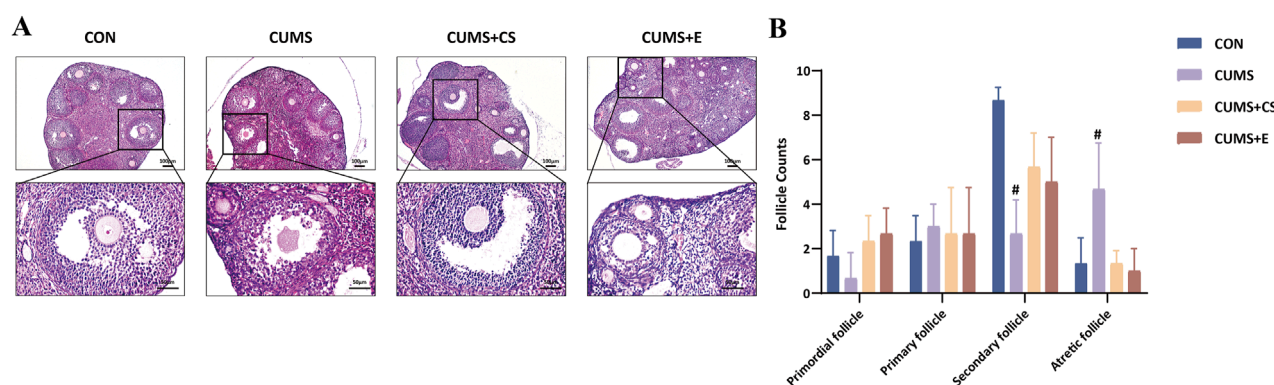 A
CON
CUMS
CUMS+CS
CUMS+E
100μm
100μm
100μm
100μm
50μm
B
Follicle Counts
10
8
6
4
2
0
#
#
Primordial follicle
Primary follicle
Secondary follicle
Atretic follicle
CON
CUMS
CUMS+CS
CUMS+E